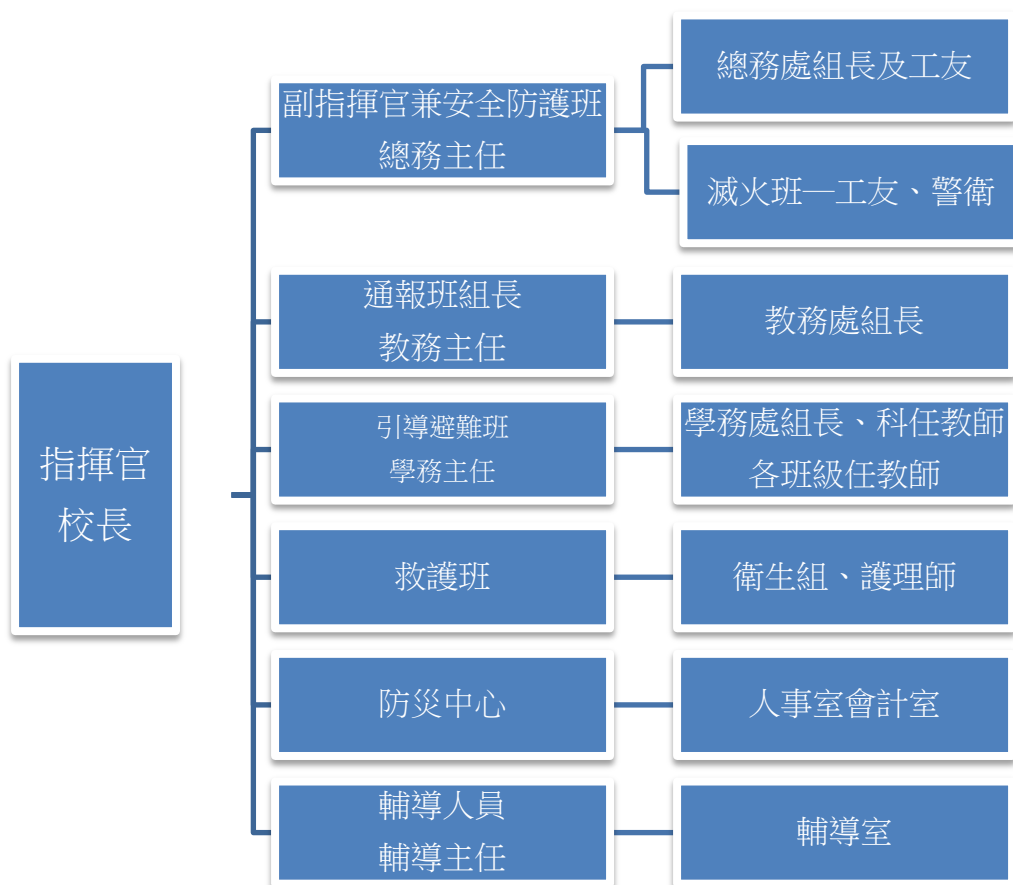 指揮官
校長
副指揮官兼安全防護班
總務主任
總務處組長及工友
滅火班—工友、警衛
通報班組長
教務主任
教務處組長
引導避難班
學務主任
學務處組長、科任教師
各班級任教師
救護班
衛生組、護理師
防災中心
人事室會計室
輔導人員
輔導主任
輔導室